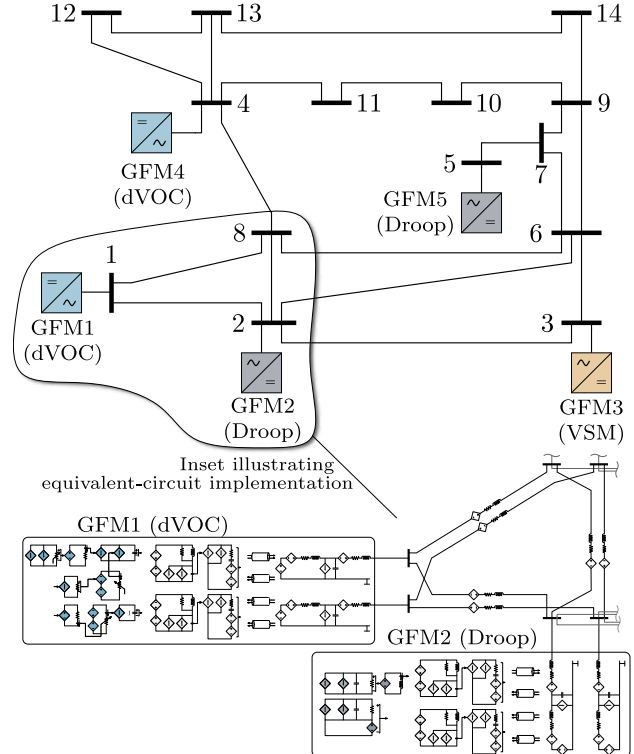 12
13
14
4
11
10
9
GFM4
(dVOC)
5
7
GFM5
(Droop)
8
6
1
GFM1
(dVOC)
2
3
GFM2
(Droop)
GFM3
(VSM)
Inset illustrating
equivalent-circuit implementation
GFM1 (dVOC)
GFM2 (Droop)